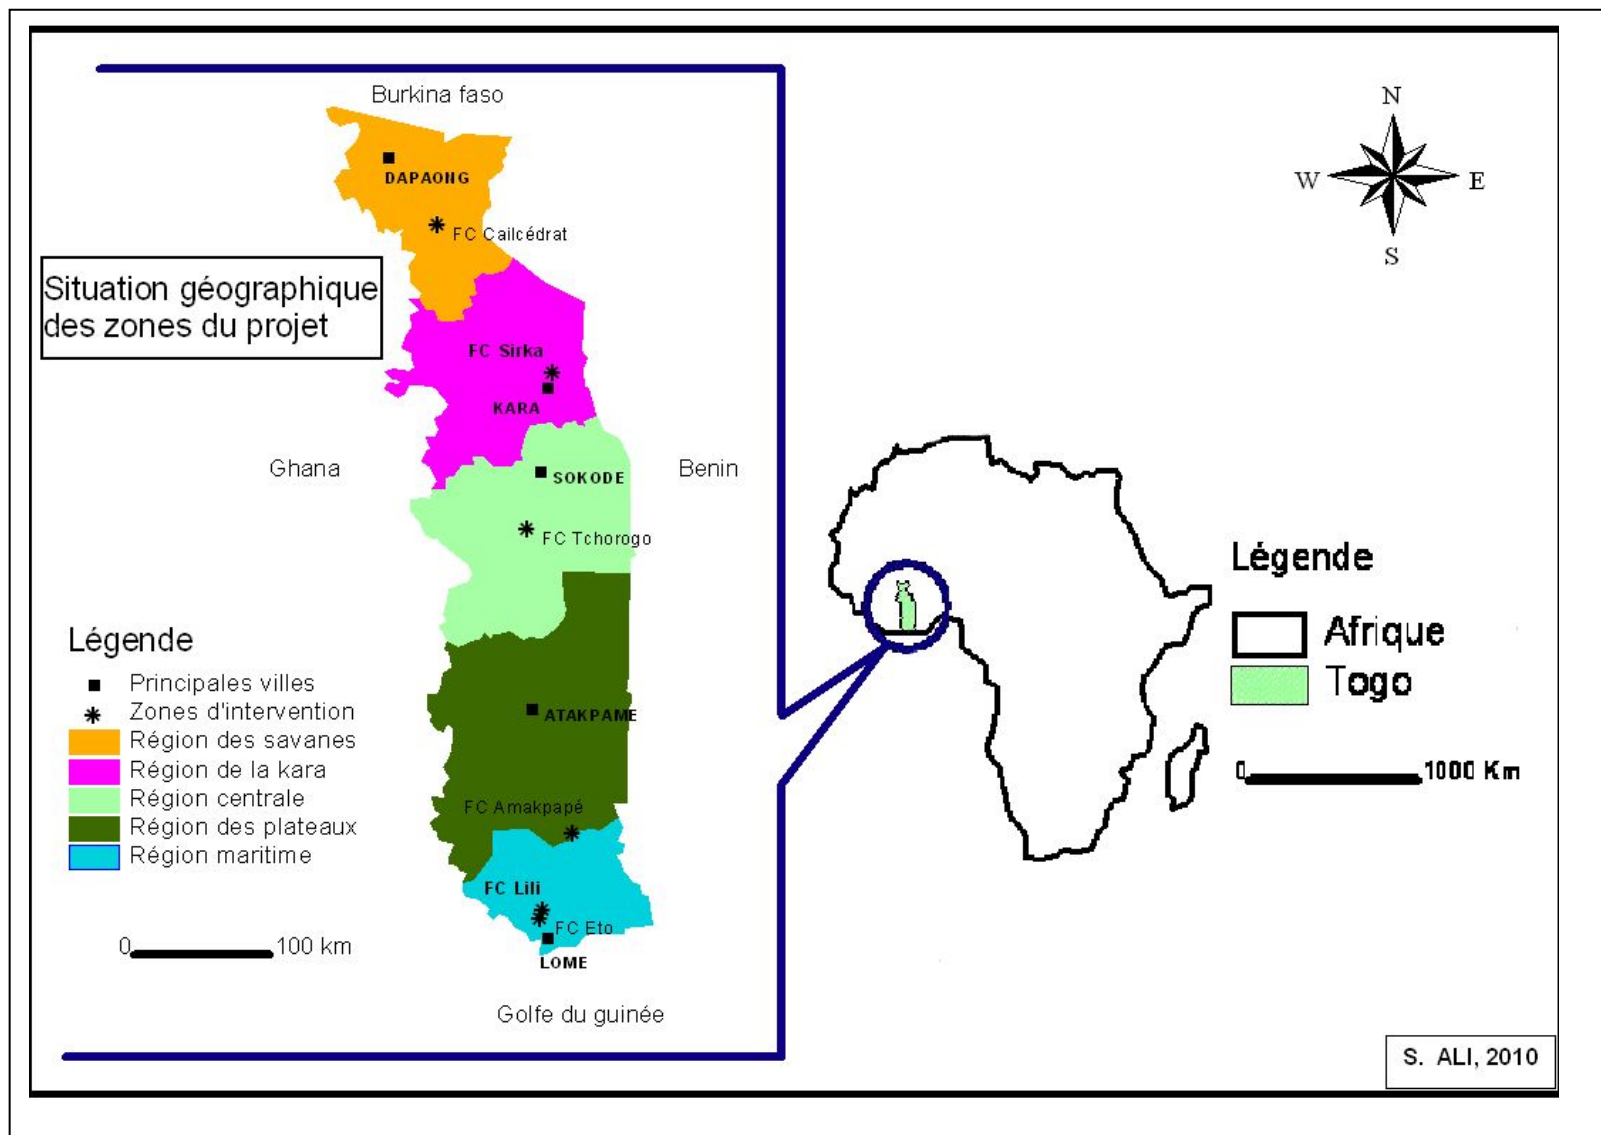 Burkina faso
DAPAONG
FC Cailcédrat
Situation géographique
des zones du projet
FC Sirka
KARA
Ghana
Benin
SOKODE
FC Tchorogo
ATAKPAME
FC Amakpapé
FC Lili
FC Eto
LOME
Golfe du guinée
Légende
Principales villes
Zones d'intervention
Région des savanes
Région de la kara
Région centrale
Région des plateaux
Région maritime
0 100 km
N
W E
S
Légende
Afrique
Togo
0 1000 Km
S. ALI, 2010